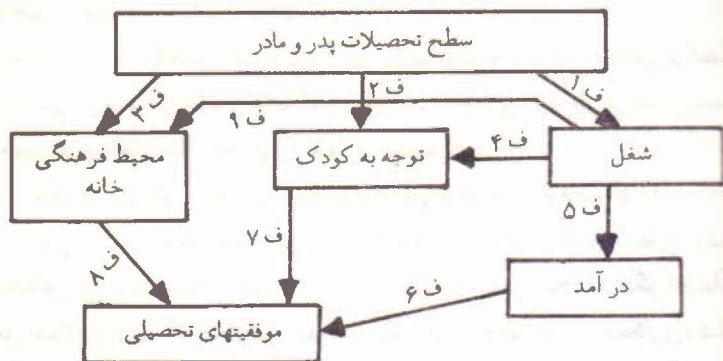 سطح تحصیلات پدر و مادر
ف ۱
ف ۲
ف ۳
ف ۹
شغل
ف ۴
توجه به کودک
محیط فرهنگی
خانه
ف ۵
ف ۷
ف ۸
در آمد
ف ۶
موفقیتهای تحصیلی